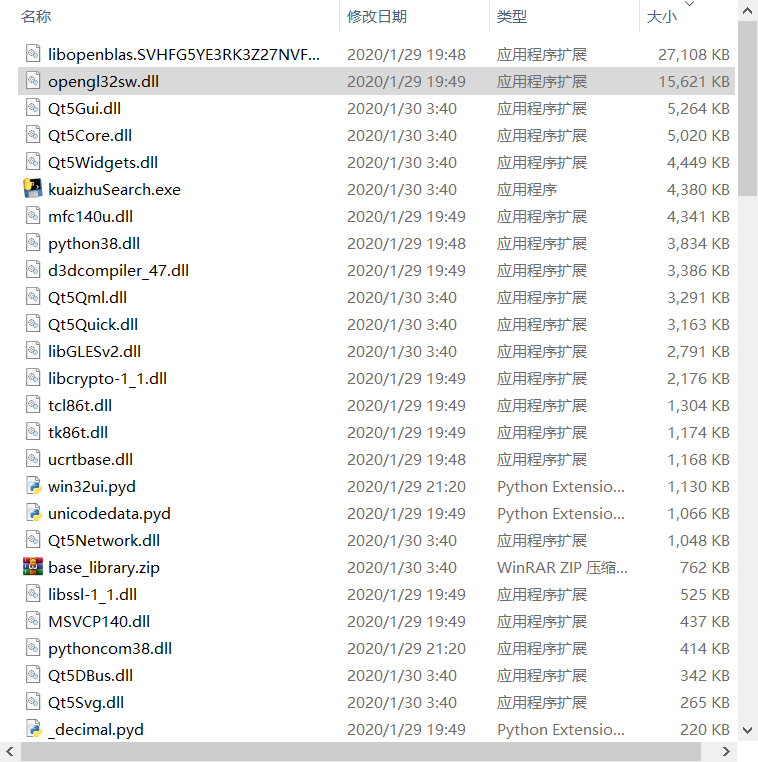 名称 修改日期 类型 大小
libopenblas.SVHFG5YE3RK3Z27NVF... 2020/1/29 19:48 应用程序扩展 27,108 KB
opengl32sw.dll 2020/1/29 19:49 应用程序扩展 15,621 KB
Qt5Gui.dll 2020/1/30 3:40 应用程序扩展 5,264 KB
Qt5Core.dll 2020/1/30 3:40 应用程序扩展 5,020 KB
Qt5Widgets.dll 2020/1/30 3:40 应用程序扩展 4,449 KB
kuaizhuSearch.exe 2020/1/30 3:40 应用程序 4,380 KB
mfc140u.dll 2020/1/29 19:49 应用程序扩展 4,341 KB
python38.dll 2020/1/29 19:48 应用程序扩展 3,834 KB
d3dcompiler_47.dll 2020/1/29 19:49 应用程序扩展 3,386 KB
Qt5Qml.dll 2020/1/30 3:40 应用程序扩展 3,291 KB
Qt5Quick.dll 2020/1/30 3:40 应用程序扩展 3,163 KB
libGLESv2.dll 2020/1/30 3:40 应用程序扩展 2,791 KB
libcrypto-1_1.dll 2020/1/29 19:49 应用程序扩展 2,176 KB
tcl86t.dll 2020/1/29 19:49 应用程序扩展 1,304 KB
tk86t.dll 2020/1/29 19:49 应用程序扩展 1,174 KB
ucrtbase.dll 2020/1/29 19:48 应用程序扩展 1,168 KB
win32ui.pyd 2020/1/29 21:20 Python Extensio... 1,130 KB
unicodedata.pyd 2020/1/29 19:49 Python Extensio... 1,066 KB
Qt5Network.dll 2020/1/30 3:40 应用程序扩展 1,048 KB
base_library.zip 2020/1/30 3:40 WinRAR ZIP 压缩... 762 KB
libssl-1_1.dll 2020/1/29 19:49 应用程序扩展 525 KB
MSVCP140.dll 2020/1/29 19:49 应用程序扩展 437 KB
pythoncom38.dll 2020/1/29 21:20 应用程序扩展 414 KB
Qt5DBus.dll 2020/1/30 3:40 应用程序扩展 342 KB
Qt5Svg.dll 2020/1/30 3:40 应用程序扩展 265 KB
_decimal.pyd 2020/1/29 19:49 Python Extensio... 220 KB